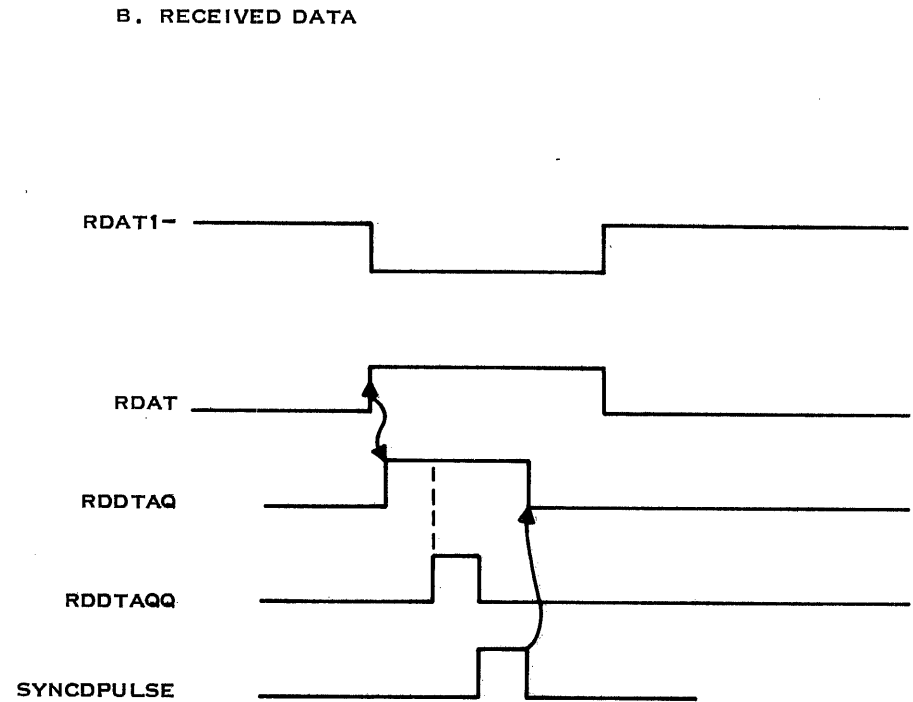 B. RECEIVED DATA
RDAT1-
RDAT
RDDTAQ
RDDTAQQ
SYNCDPULSE